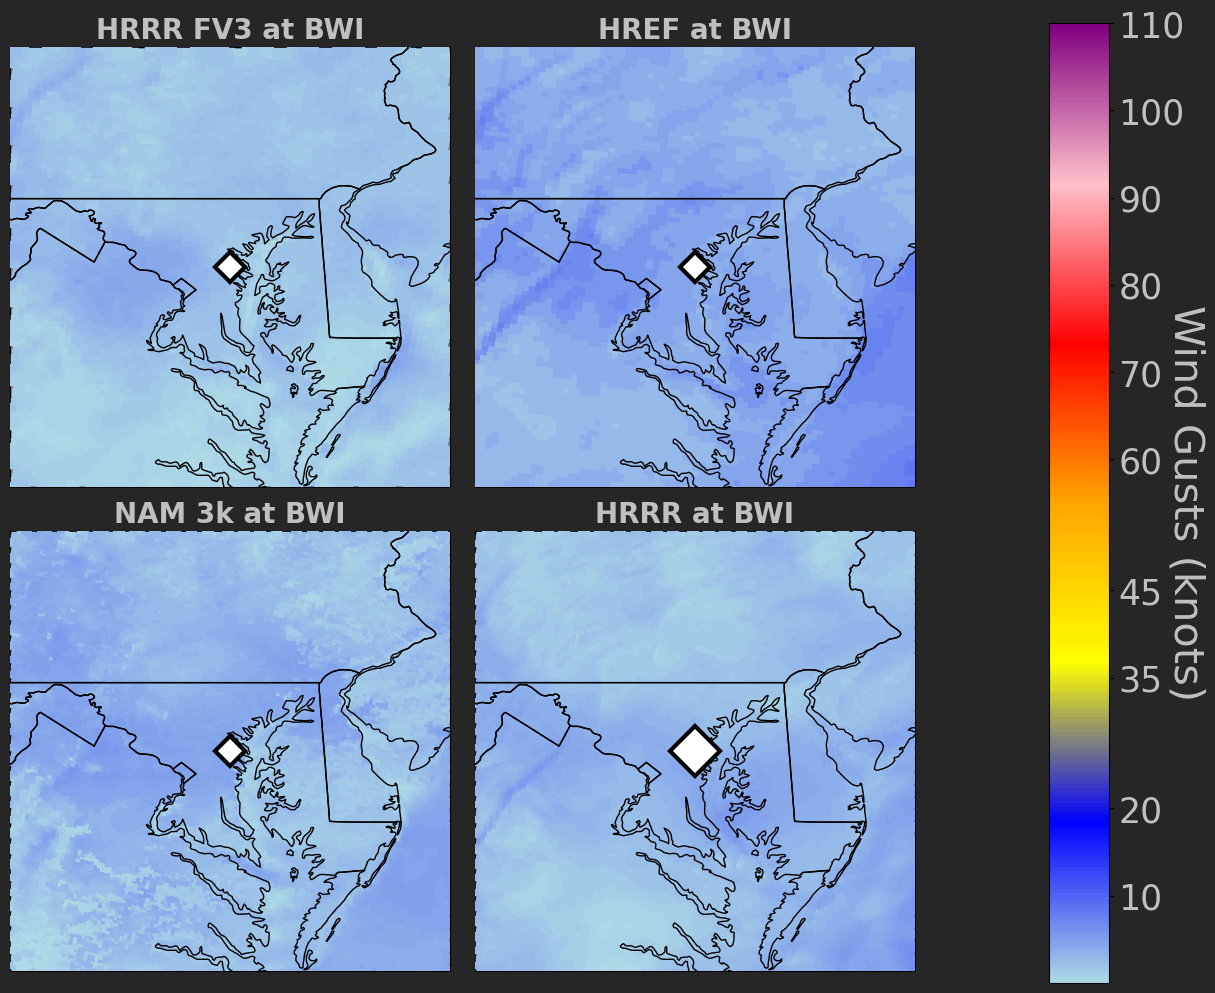 HRRR FV3 at BWI
HREF at BWI
NAM 3k at BWI
HRRR at BWI
110
100
90
80
70
60
45
35
20
10
Wind Gusts (knots)